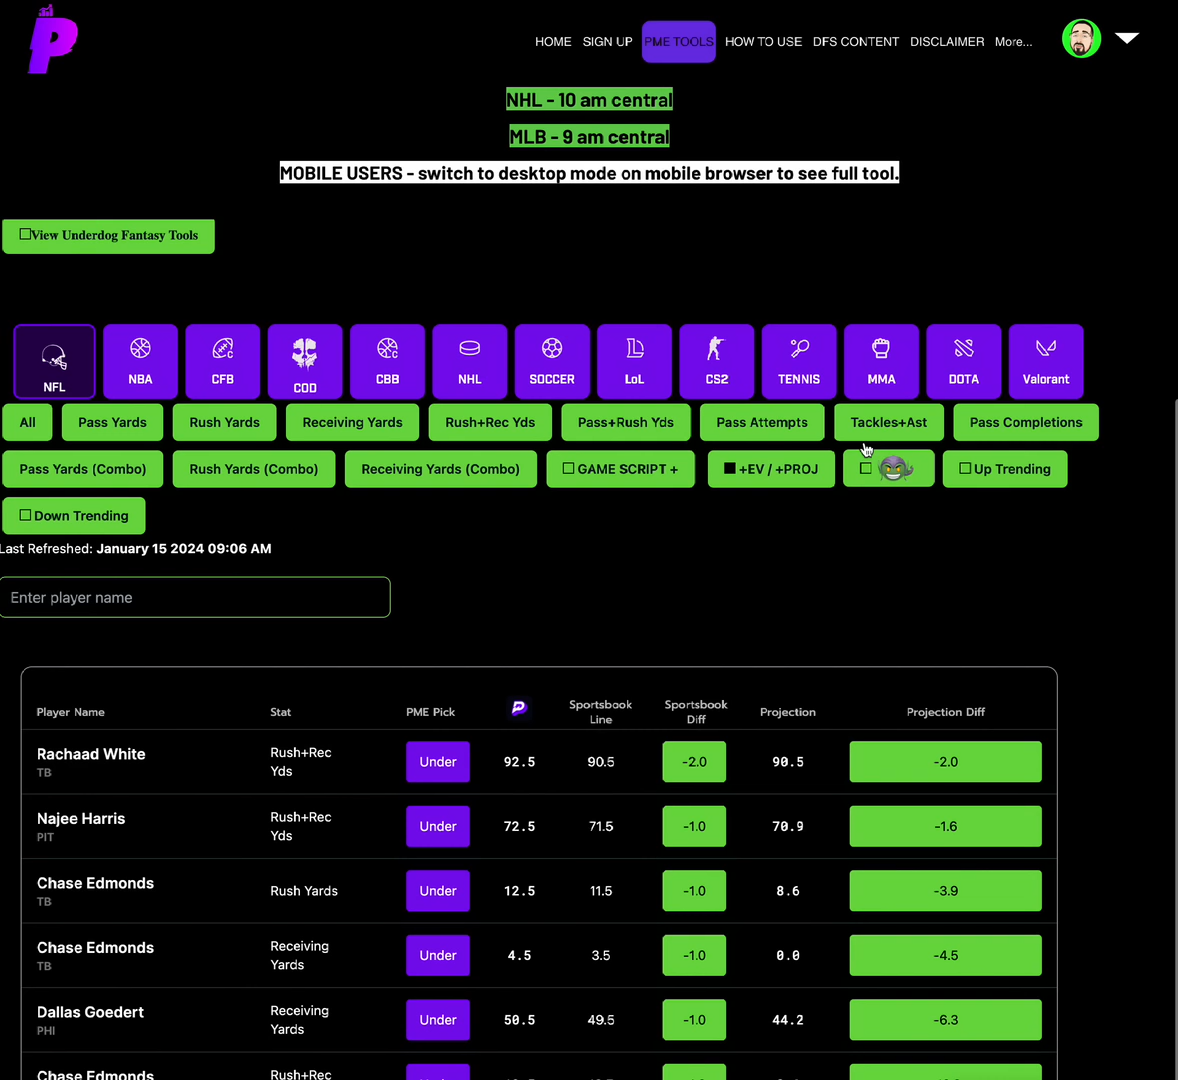 P
HOME SIGN UP PME TOOLS HOW TO USE DFS CONTENT DISCLAIMER More...
NHL - 10 am central
MLB - 9 am central
MOBILE USERS - switch to desktop mode on mobile browser to see full tool.
View Underdog Fantasy Tools
NFL NBA CFB COD CBB NHL SOCCER LoL CS2 TENNIS MMA DOTA Valorant
All Pass Yards Rush Yards Receiving Yards Rush+Rec Yds Pass+Rush Yds Pass Attempts Tackles+Ast Pass Completions
Pass Yards (Combo) Rush Yards (Combo) Receiving Yards (Combo) GAME SCRIPT + +EV / +PROJ Up Trending
Down Trending
Last Refreshed: January 15 2024 09:06 AM
Enter player name
Player Name Stat PME Pick P Sportsbook Line Sportsbook Diff Projection Projection Diff
Rachaad White TB Rush+Rec Yds Under 92.5 90.5 -2.0 90.5 -2.0
Najee Harris PIT Rush+Rec Yds Under 72.5 71.5 -1.0 70.9 -1.6
Chase Edmonds TB Rush Yards Under 12.5 11.5 -1.0 8.6 -3.9
Chase Edmonds TB Receiving Yards Under 4.5 3.5 -1.0 0.0 -4.5
Dallas Goedert PHI Receiving Yards Under 50.5 49.5 -1.0 44.2 -6.3
Chase Edmonds Rush+Rec